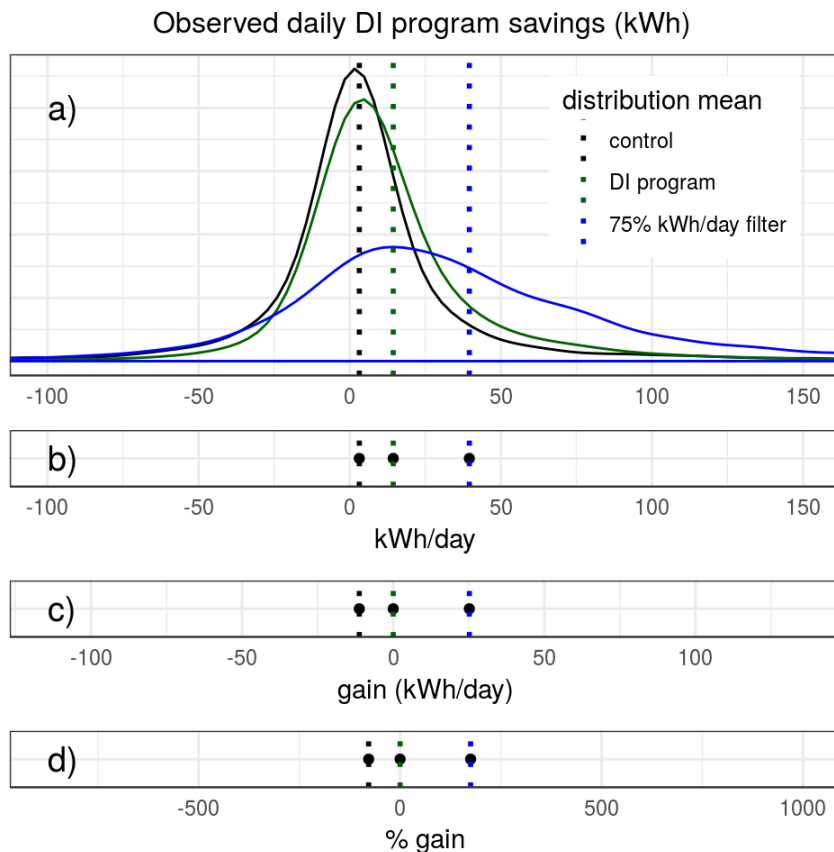 Observed daily DI program savings (kWh)
a)
distribution mean
control
DI program
75% kWh/day filter
-100 -50 0 50 100 150
b)
-100 -50 0 50 100 150
kWh/day
c)
-100 -50 0 50 100
gain (kWh/day)
d)
-500 0 500 1000
% gain